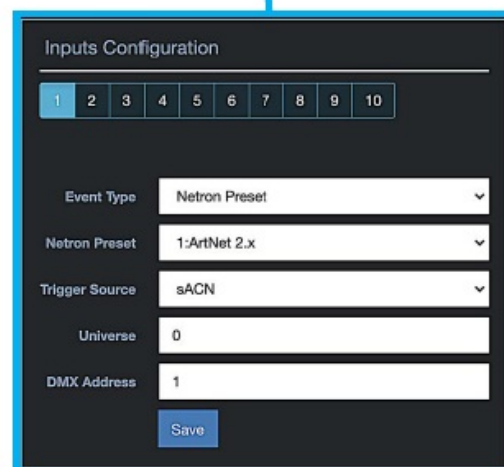 Inputs Configuration
1 2 3 4 5 6 7 8 9 10
Event Type Netron Preset
Netron Preset 1:ArtNet 2.x
Trigger Source sACN
Universe 0
DMX Address 1
Save